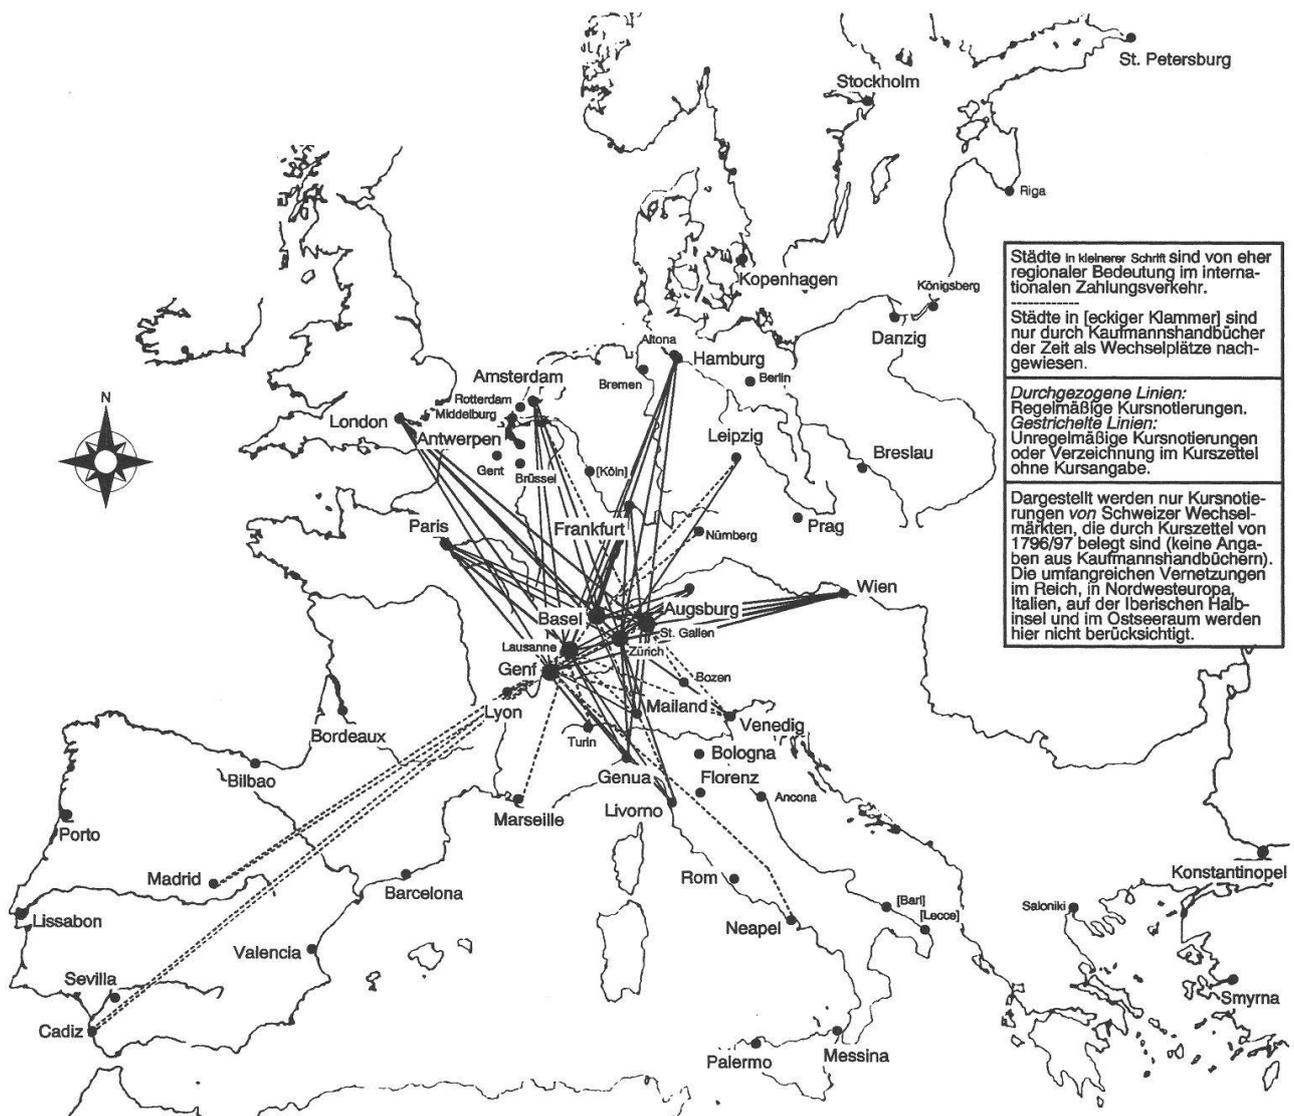 St. Petersburg
Stockholm
Riga
Städte in kleinerer Schrift sind von eher
regionaler Bedeutung im interna-
tionalen Zahlungsverkehr.
Städte in [eckiger Klammer] sind
nur durch Kaufmannshandbücher
der Zeit als Wechselplätze nach-
gewiesen.
Durchgezogene Linien:
Regelmäßige Kursnotierungen.
Gestrichelte Linien:
Unregelmäßige Kursnotierungen
oder Verzeichnung im Kurszettel
ohne Kursangabe.
Dargestellt werden nur Kursnotie-
rungen von Schweizer Wechsel-
märkten, die durch Kurszettel von
1796/97 belegt sind (keine Anga-
ben aus Kaufmannshandbüchern).
Die umfangreichen Vernetzungen
im Reich, in Nordwesteuropa,
Italien, auf der Iberischen Halb-
insel und im Ostseeraum werden
hier nicht berücksichtigt.
Kopenhagen
Königsberg
Danzig
Altona
Hamburg
Bremen
Berlin
Amsterdam
Rotterdam
Middelburg
N
London
Antwerpen
Leipzig
Breslau
Gent
Brüssel
[Köln]
Paris
Frankfurt
Prag
Nürnberg
Wien
Augsburg
Basel
St. Gallen
Lausanne
Zürich
Genf
Bozen
Lyon
Mailand
Venedig
Bordeaux
Turin
Bologna
Bilbao
Genua
Florenz
Ancona
Marseille
Livorno
Porto
Madrid
Barcelona
Rom
Konstantinopel
Lissabon
[Bari]
[Lecce]
Saloniki
Neapel
Valencia
Sevilla
Smyrna
Cadiz
Palermo
Messina